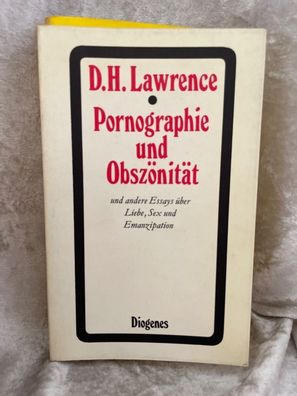 D.H. Lawrence
Pornographie
und
Obszönität
und andere Essays über
Liebe, Sex und
Emanzipation
Diogenes